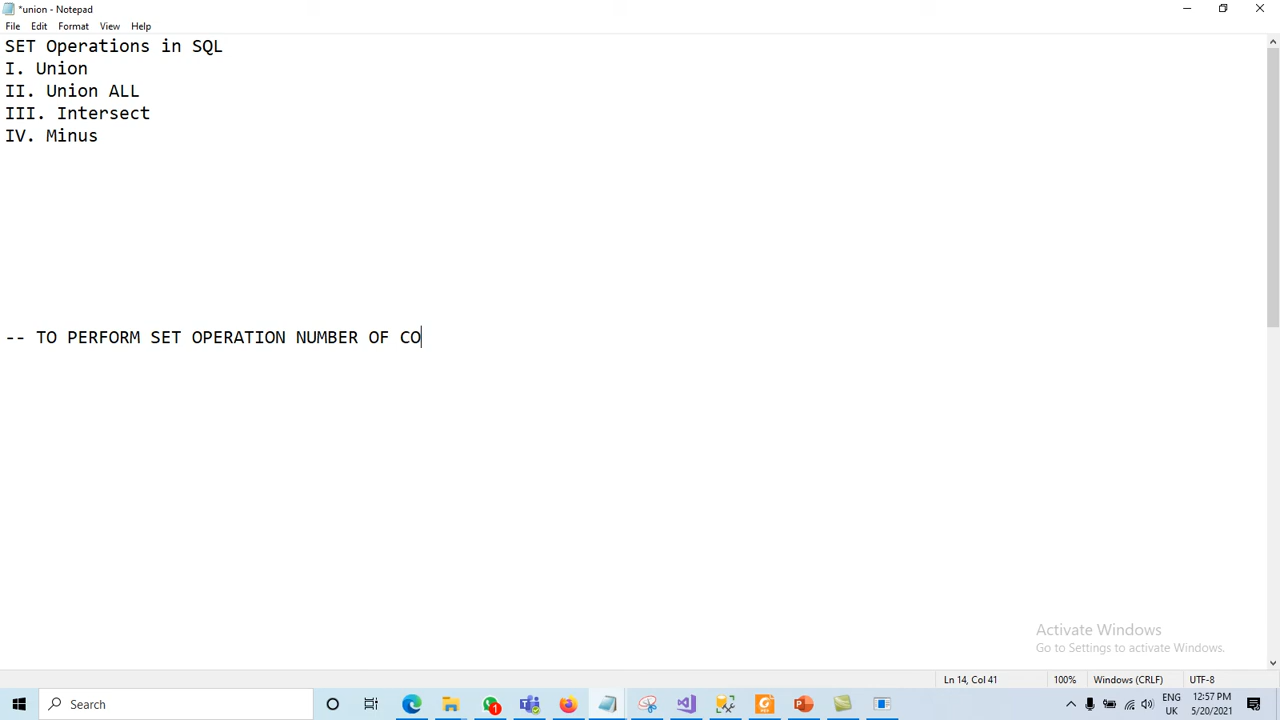 *union - Notepad
File Edit Format View Help
SET Operations in SQL
I. Union
II. Union ALL
III. Intersect
IV. Minus
-- TO PERFORM SET OPERATION NUMBER OF CO
Activate Windows
Go to Settings to activate Windows.
Ln 14, Col 41 100% Windows (CRLF) UTF-8
Search 1 ENG 12:57 PM
UK 5/20/2021